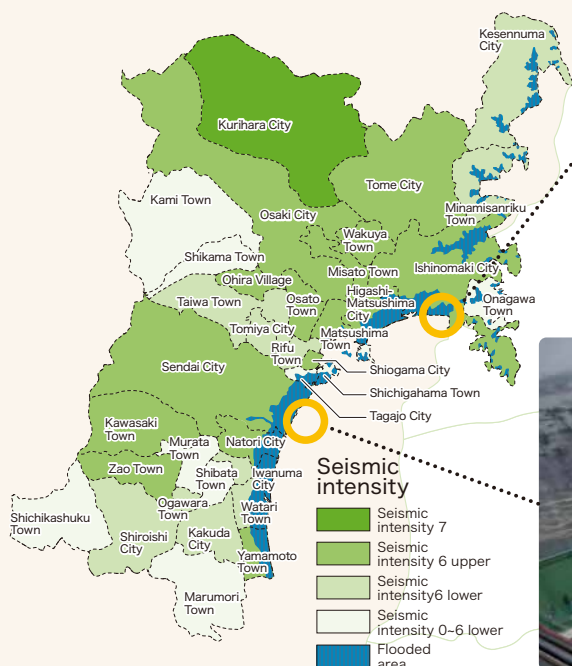 Kesennuma
City
Kurihara City
Tome City
Kami Town
Minamisanriku
Town
Osaki City
Wakuya
Town
Shikama Town
Misato Town
Ishinomaki City
Ohira Village
Higashi-
Matsushima
City
Onagawa
Town
Taiwa Town
Osato
Town
Tomiya City
Matsushima
Town
Rifu
Town
Sendai City
Shiogama City
Shichigahama Town
Tagajo City
Kawasaki
Town
Murata
Town
Natori City
Zao Town
Shibata
Town
Iwanuma
City
Ogawara
Town
Watari
Town
Shichikashuku
Town
Shiroishi
City
Kakuda
City
Yamamoto
Town
Marumori
Town
Seismic
intensity
Seismic
intensity 7
Seismic
intensity 6 upper
Seismic
intensity6 lower
Seismic
intensity 0~6 lower
Flooded
area